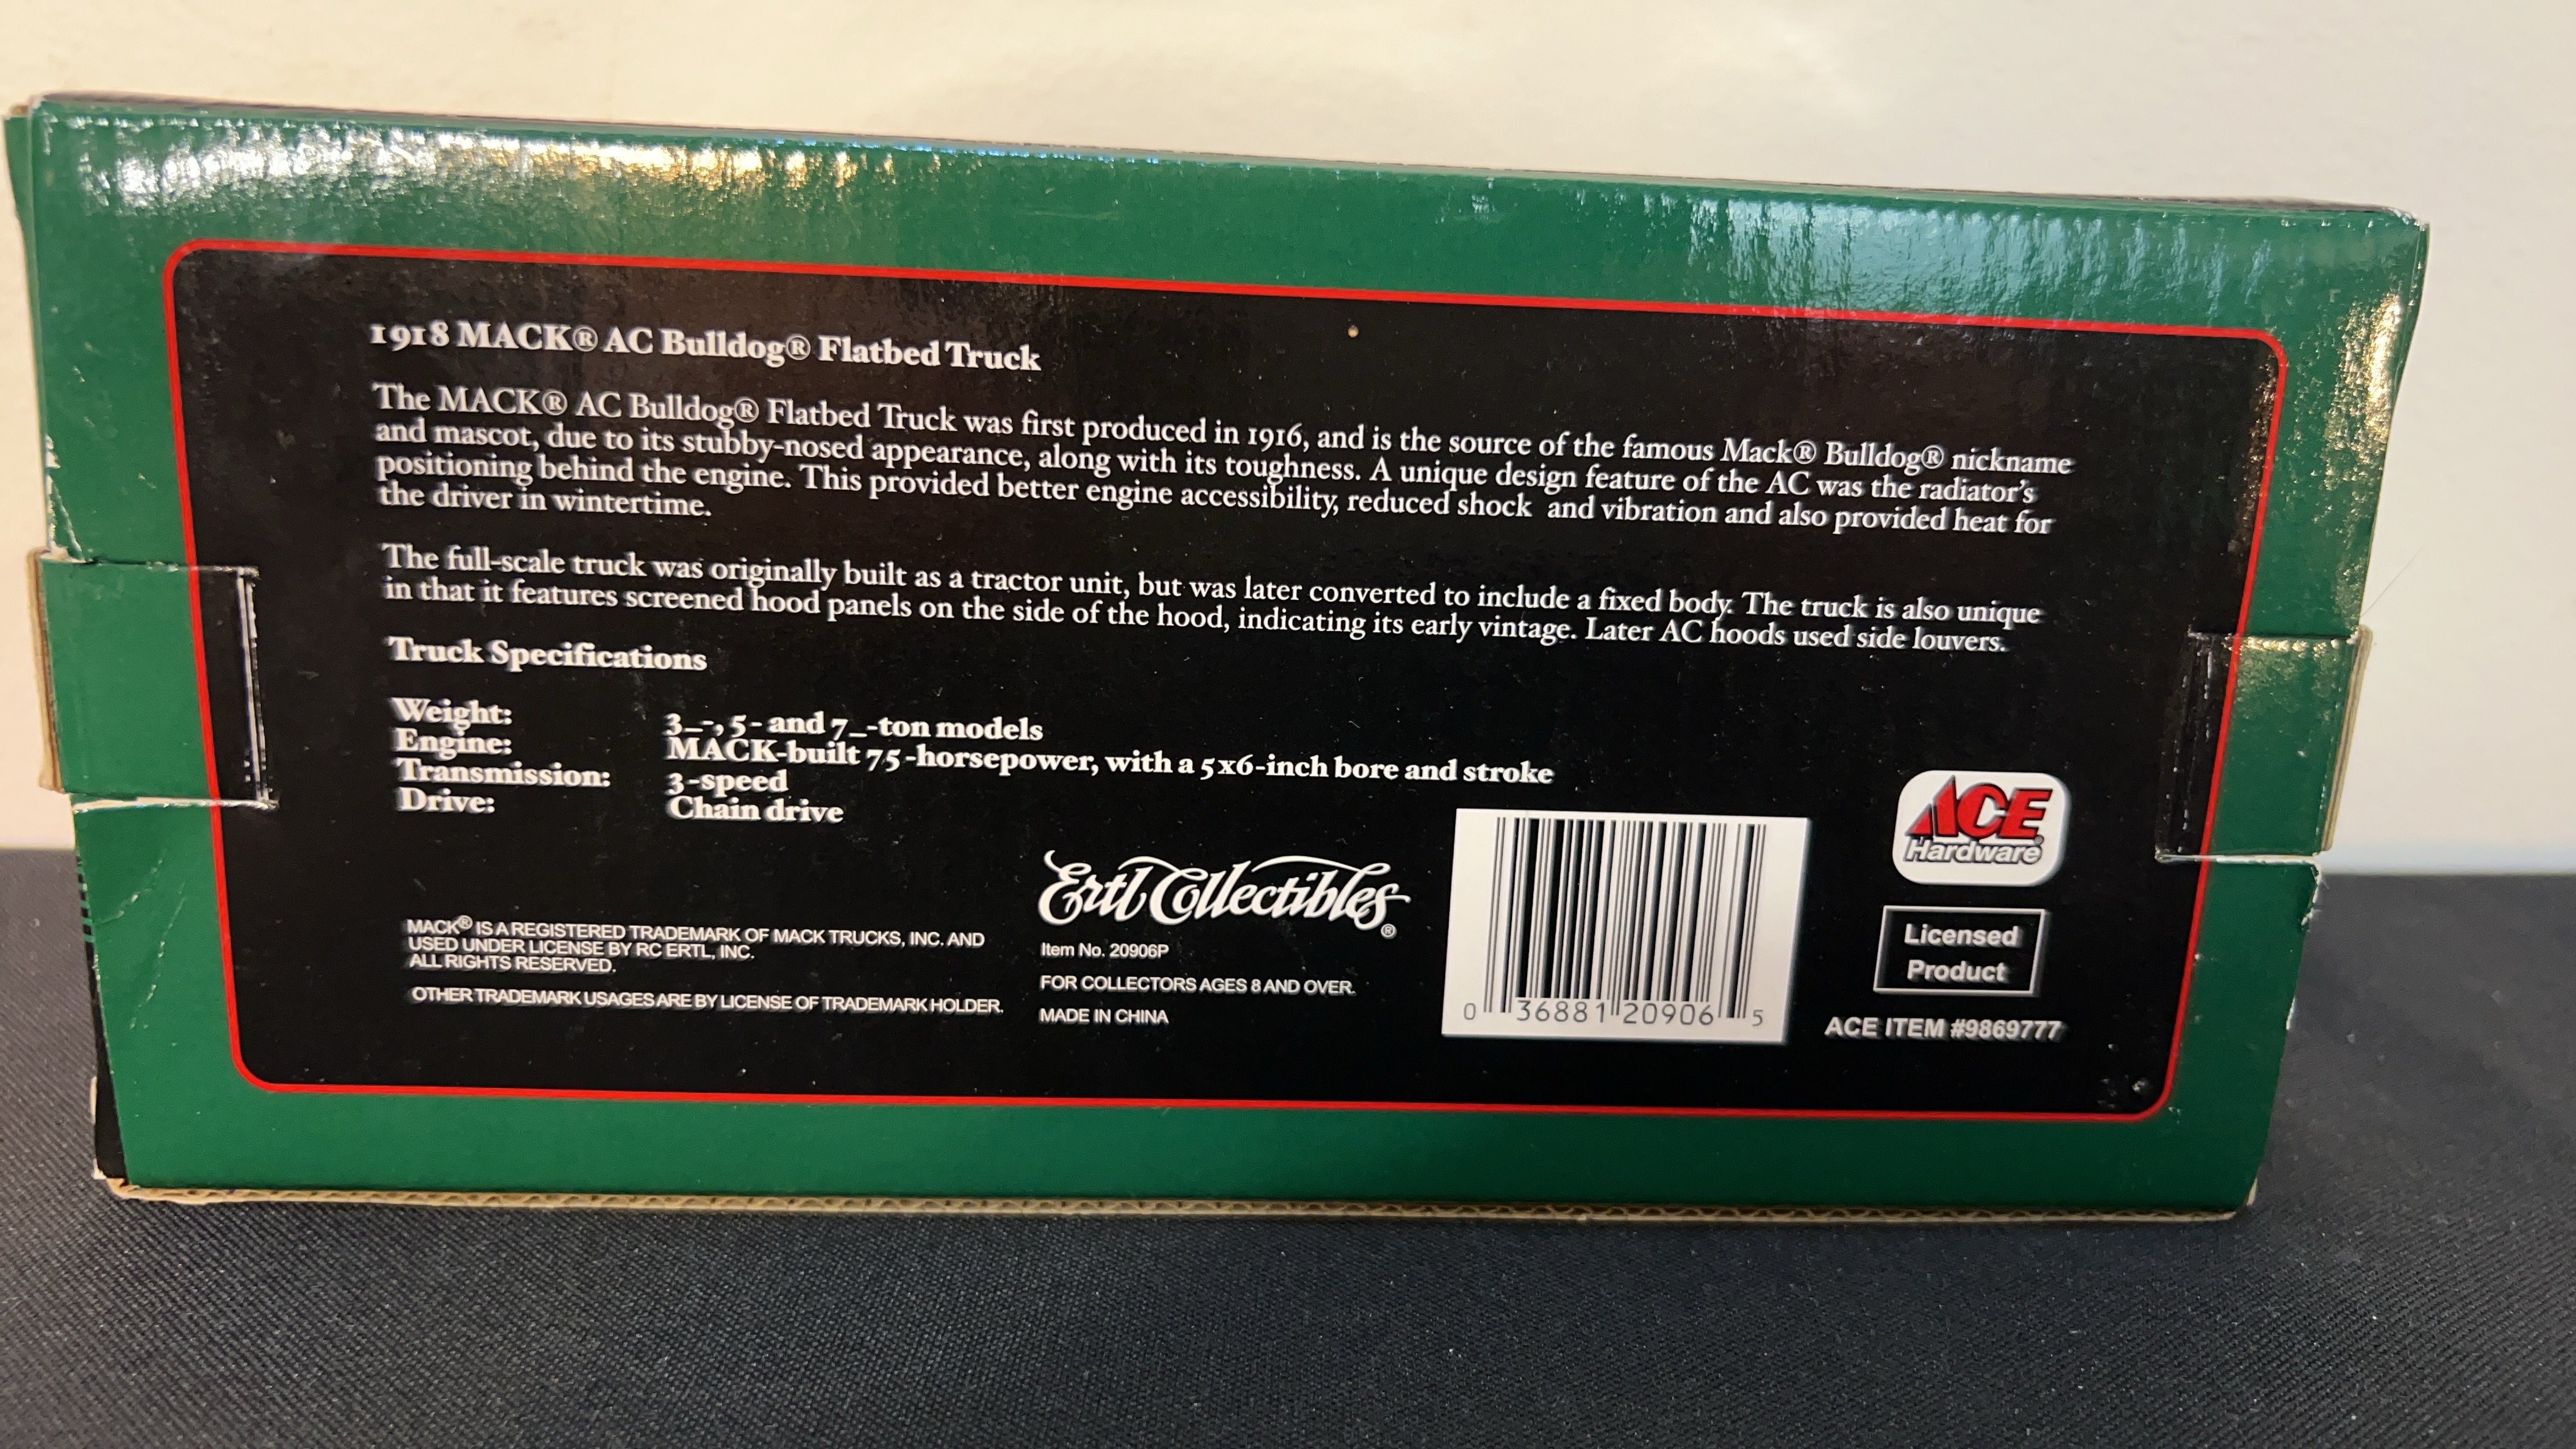 1918 MACK® AC Bulldog® Flatbed Truck
The MACK® AC Bulldog® Flatbed Truck was first produced in 1916, and is the source of the famous Mack® Bulldog® nickname
and mascot, due to its stubby-nosed appearance, along with its toughness. A unique design feature of the AC was the radiator's
positioning behind the engine. This provided better engine accessibility, reduced shock and vibration and also provided heat for
the driver in wintertime.
The full-scale truck was originally built as a tractor unit, but was later converted to include a fixed body. The truck is also unique
in that it features screened hood panels on the side of the hood, indicating its early vintage. Later AC hoods used side louvers.
Truck Specifications
Weight: 3_-, 5- and 7_-ton models
Engine: MACK-built 75-horsepower, with a 5x6-inch bore and stroke
Transmission: 3-speed
Drive: Chain drive
MACK® IS A REGISTERED TRADEMARK OF MACK TRUCKS, INC. AND
USED UNDER LICENSE BY RC ERTL, INC.
ALL RIGHTS RESERVED.
OTHER TRADEMARK USAGES ARE BY LICENSE OF TRADEMARK HOLDER.
Ertl Collectibles®
Item No. 20906P
FOR COLLECTORS AGES 8 AND OVER.
MADE IN CHINA
0 36881 20906 5
ACE
Hardware®
Licensed
Product
ACE ITEM #9869777